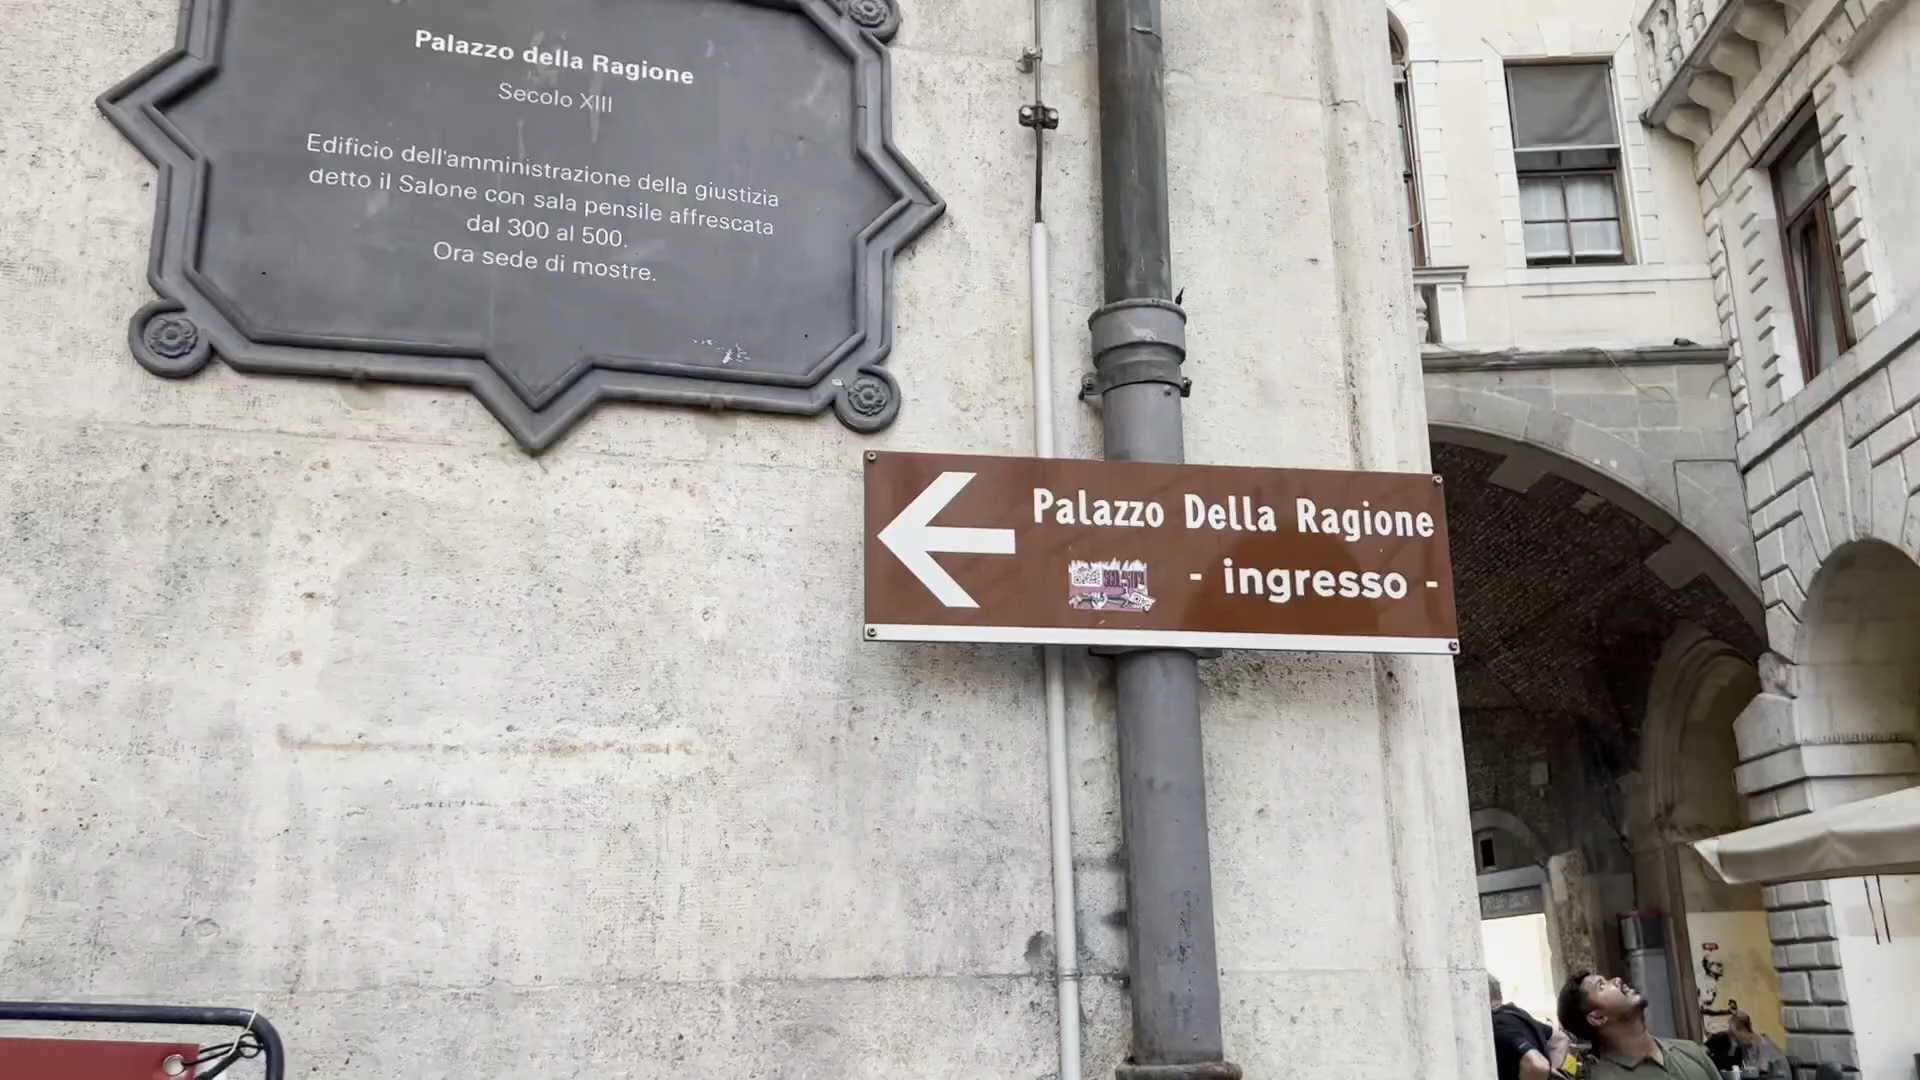 Palazzo della Ragione
Secolo XIII
Edificio dell'amministrazione della giustizia
detto il Salone con sala pensile affrescata
dal 300 al 500.
Ora sede di mostre.
Palazzo Della Ragione
- ingresso -